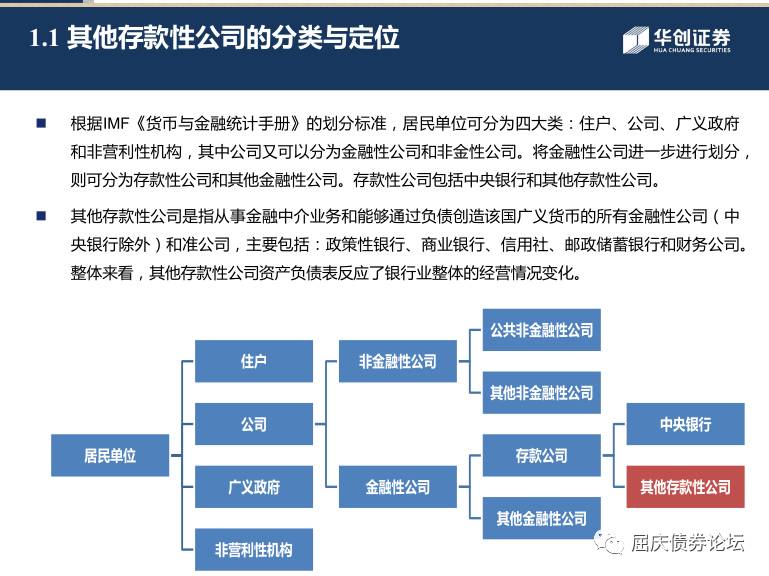 1.1 其他存款性公司的分类与定位
华创证券
HUA CHUANG SECURITIES
根据IMF《货币与金融统计手册》的划分标准，居民单位可分为四大类：住户、公司、广义政府
和非营利性机构，其中公司又可以分为金融性公司和非金性公司。将金融性公司进一步进行划分，
则可分为存款性公司和其他金融性公司。存款性公司包括中央银行和其他存款性公司。
其他存款性公司是指从事金融中介业务和能够通过负债创造该国广义货币的所有金融性公司（中
央银行除外）和准公司，主要包括：政策性银行、商业银行、信用社、邮政储蓄银行和财务公司。
整体来看，其他存款性公司资产负债表反应了银行业整体的经营情况变化。
公共非金融性公司
住户
非金融性公司
其他非金融性公司
公司
中央银行
居民单位
存款公司
广义政府
金融性公司
其他存款性公司
其他金融性公司
非营利性机构
屈庆债券论坛